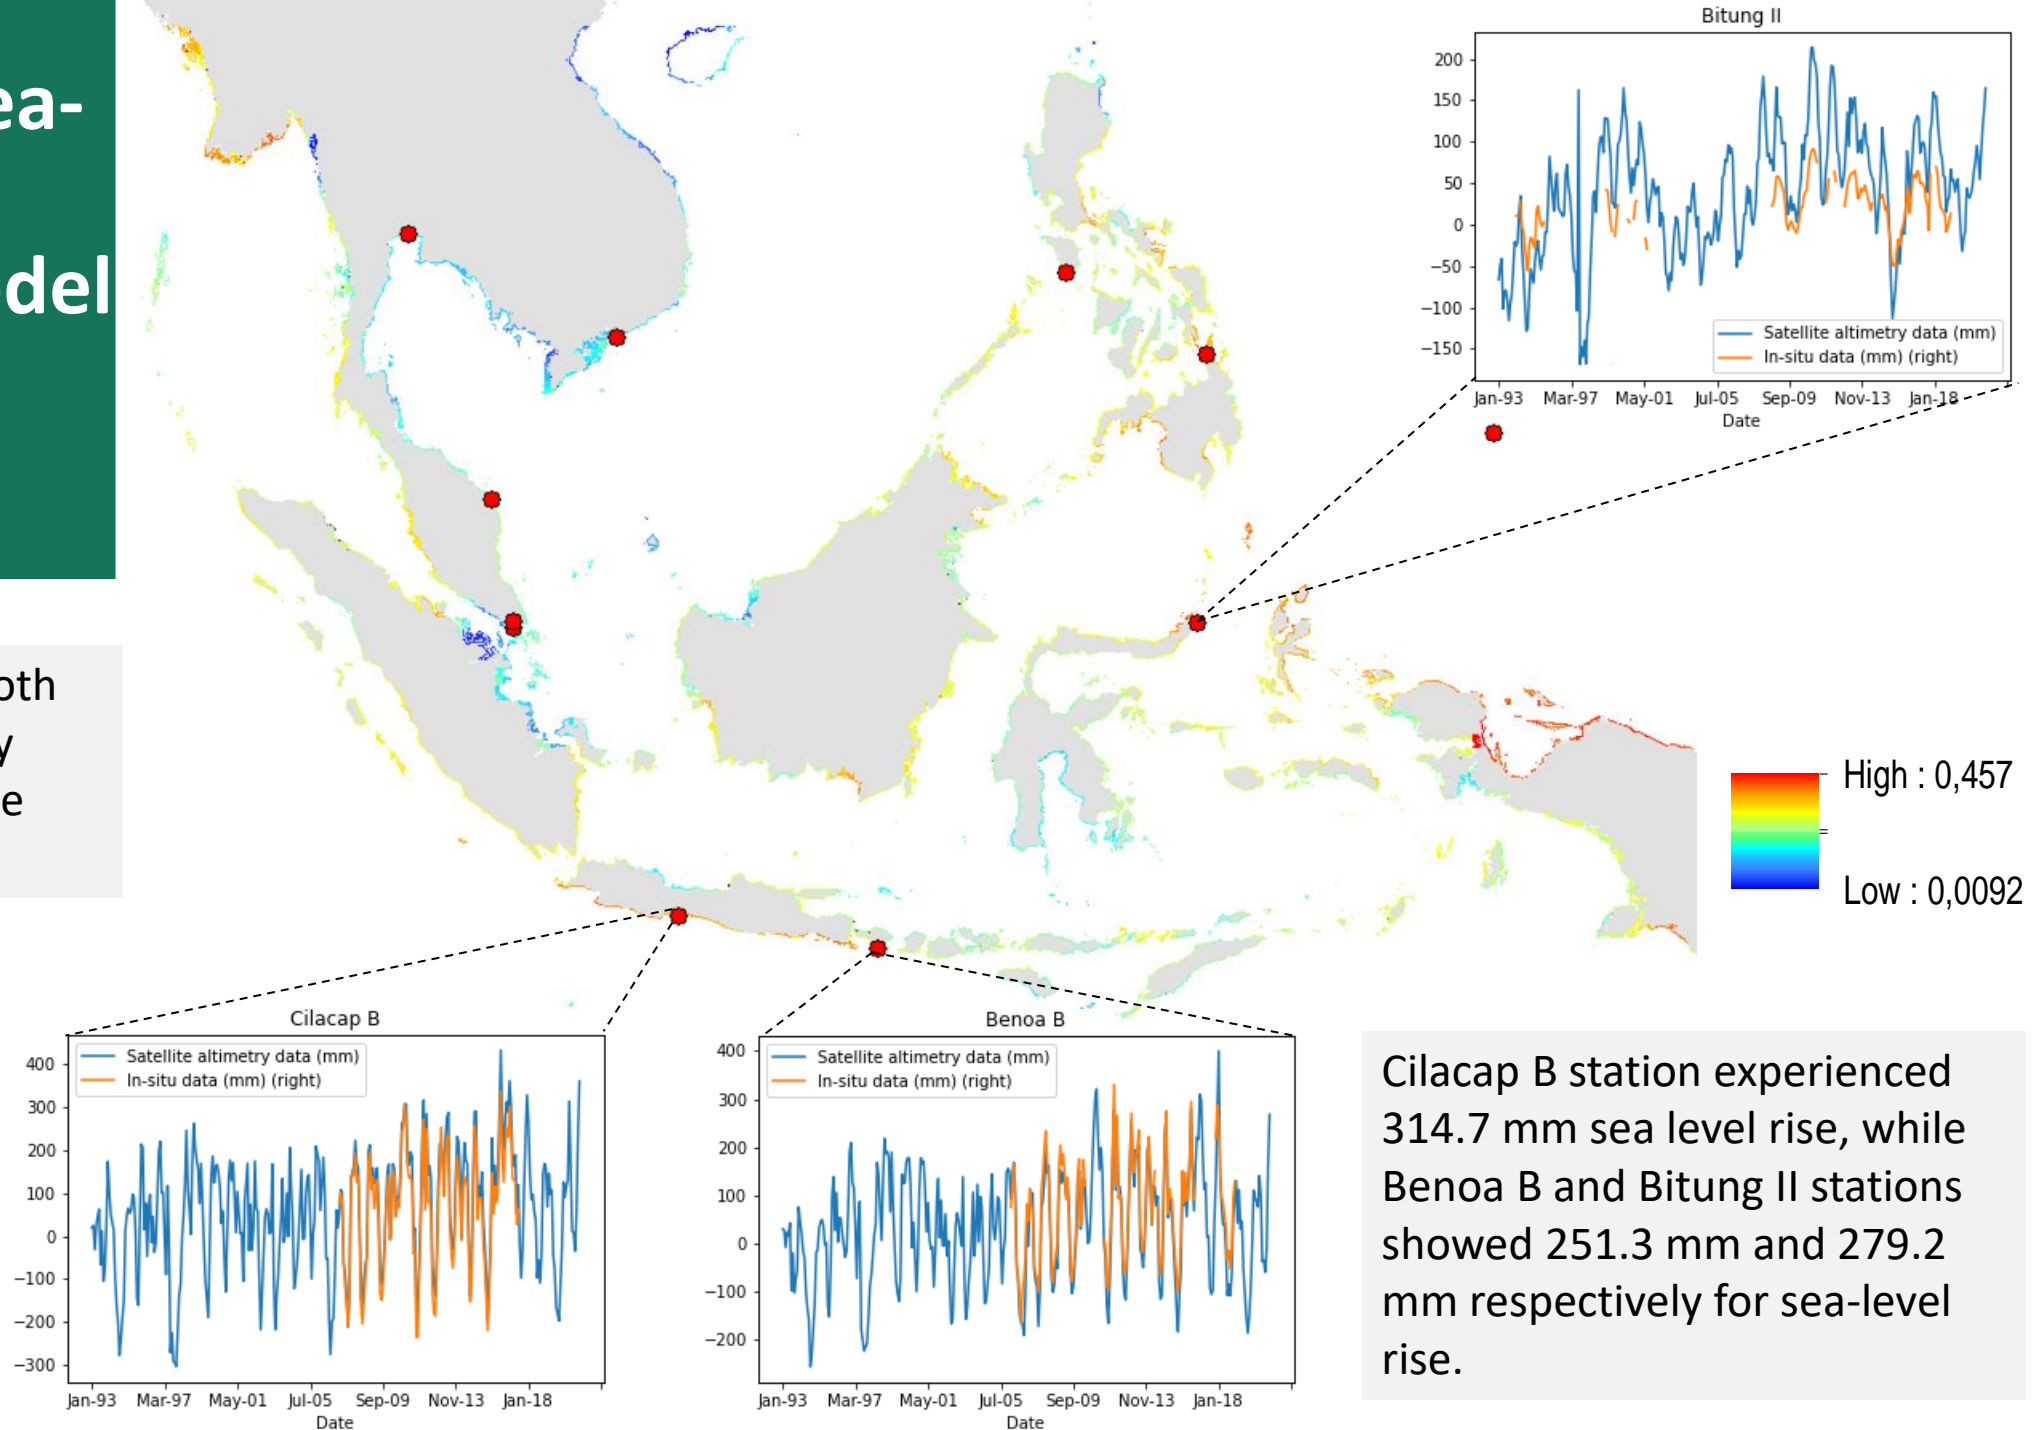 ea-
del
oth
y
e
Bitung II
200
150
100
50
0
−50
−100
−150
Satellite altimetry data (mm)
In-situ data (mm) (right)
Jan-93 Mar-97 May-01 Jul-05 Sep-09 Nov-13 Jan-18
Date
High : 0,457
Low : 0,0092
Cilacap B
Satellite altimetry data (mm)
In-situ data (mm) (right)
400
300
200
100
0
−100
−200
−300
Jan-93 Mar-97 May-01 Jul-05 Sep-09 Nov-13 Jan-18
Date
Benoa B
Satellite altimetry data (mm)
In-situ data (mm) (right)
400
300
200
100
0
−100
−200
Jan-93 Mar-97 May-01 Jul-05 Sep-09 Nov-13 Jan-18
Date
Cilacap B station experienced
314.7 mm sea level rise, while
Benoa B and Bitung II stations
showed 251.3 mm and 279.2
mm respectively for sea-level
rise.